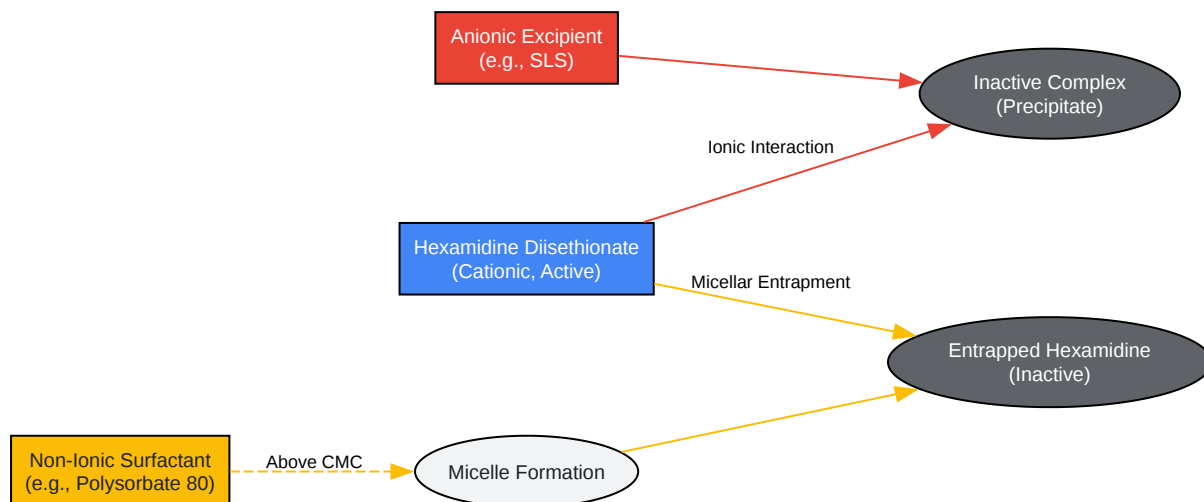 Anionic Excipient
(e.g., SLS)
Inactive Complex
(Precipitate)
Ionic Interaction
Hexamidine Diisethionate
(Cationic, Active)
Micellar Entrapment
Entrapped Hexamidine
(Inactive)
Non-Ionic Surfactant
(e.g., Polysorbate 80)
Above CMC
Micelle Formation